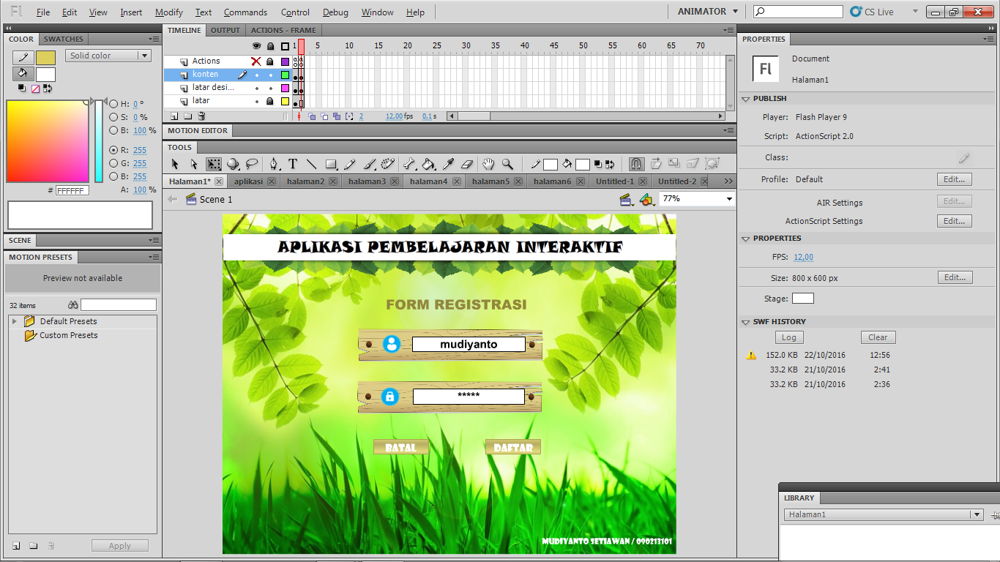 Fl File Edit View Insert Modify Text Commands Control Debug Window Help ANIMATOR CS Live
COLOR SWATCHES
Solid color
H: 0 °
S: 0 %
B: 100 %
R: 255
G: 255
B: 255
# FFFFFF A: 100 %
SCENE
MOTION PRESETS
Preview not available
32 items
Default Presets
Custom Presets
Apply
TIMELINE OUTPUT ACTIONS - FRAME
1 5 10 15 20 25 30 35 40 45 50 55 60 65 70
Actions
konten
latar desi...
latar
2 12,00 fps 0.1 s
MOTION EDITOR
TOOLS
Halaman1* aplikasi halaman2 halaman3 halaman4 halaman5 halaman6 Untitled-1 Untitled-2 >>
Scene 1 77%
APLIKASI PEMBELAJARAN INTERAKTIF
FORM REGISTRASI
mudiyanto
*****
BATAL DAFTAR
MUDIYANTO SETIAWAN / 090213101
PROPERTIES
Fl
Document
Halaman1
PUBLISH
Player: Flash Player 9
Script: ActionScript 2.0
Class:
Profile: Default Edit...
AIR Settings Edit...
ActionScript Settings Edit...
PROPERTIES
FPS: 12,00
Size: 800 x 600 px Edit...
Stage:
SWF HISTORY
Log Clear
152.0 KB 22/10/2016 12:56
33.2 KB 21/10/2016 2:41
33.2 KB 21/10/2016 2:36
LIBRARY
Halaman1